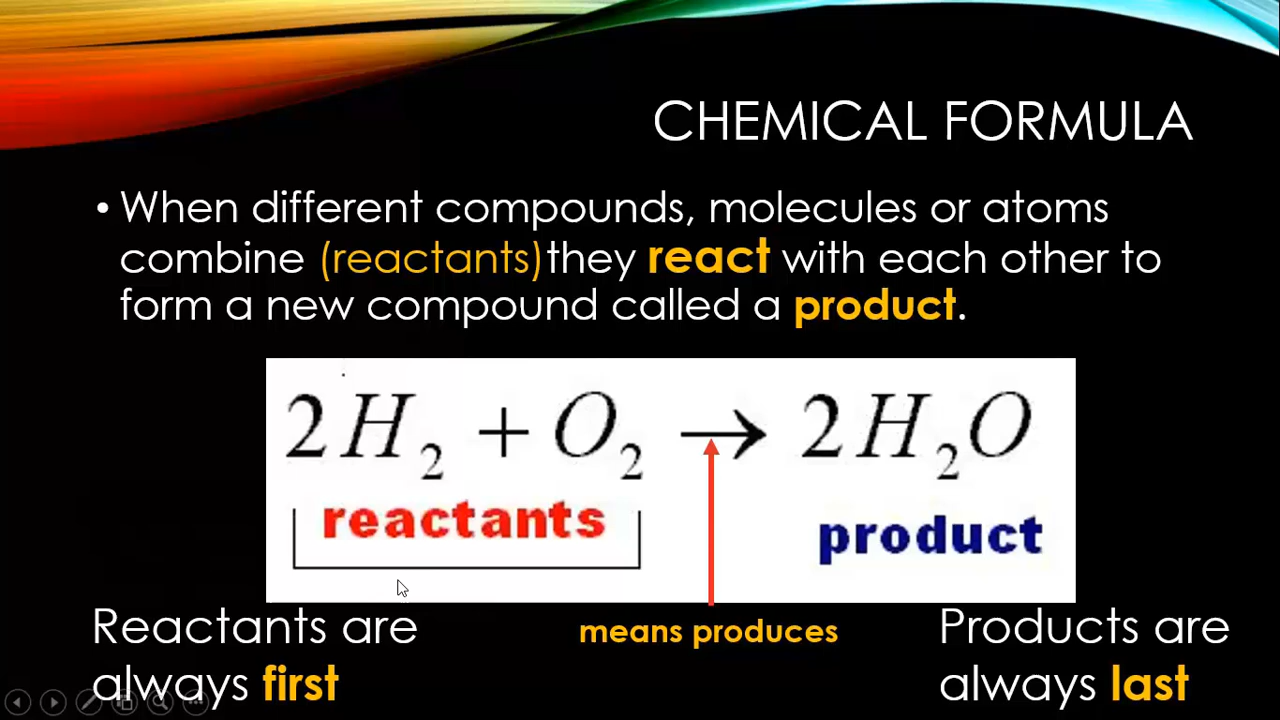 CHEMICAL FORMULA
• When different compounds, molecules or atoms
combine (reactants)they react with each other to
form a new compound called a product.
2H₂ + O₂ → 2H₂O
reactants
product
means produces
Reactants are
always first
Products are
always last